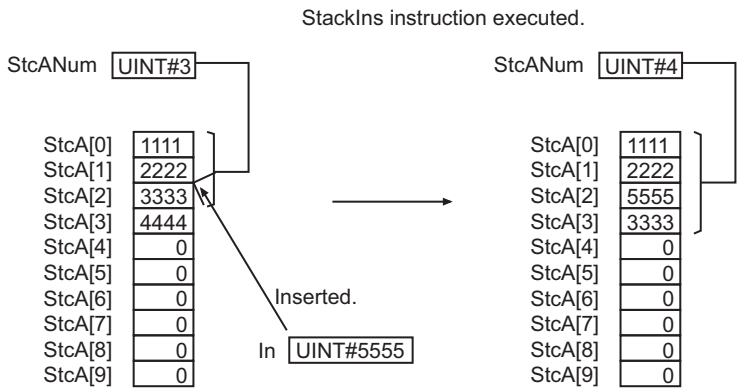 StackIns instruction executed.
StcANum UINT#3 StcANum UINT#4
StcA[0] 1111 StcA[0] 1111
StcA[1] 2222 StcA[1] 2222
StcA[2] 3333 StcA[2] 5555
StcA[3] 4444 StcA[3] 3333
StcA[4] 0 StcA[4] 0
StcA[5] 0 StcA[5] 0
StcA[6] 0 Inserted. StcA[6] 0
StcA[7] 0 StcA[7] 0
StcA[8] 0 In UINT#5555 StcA[8] 0
StcA[9] 0 StcA[9] 0